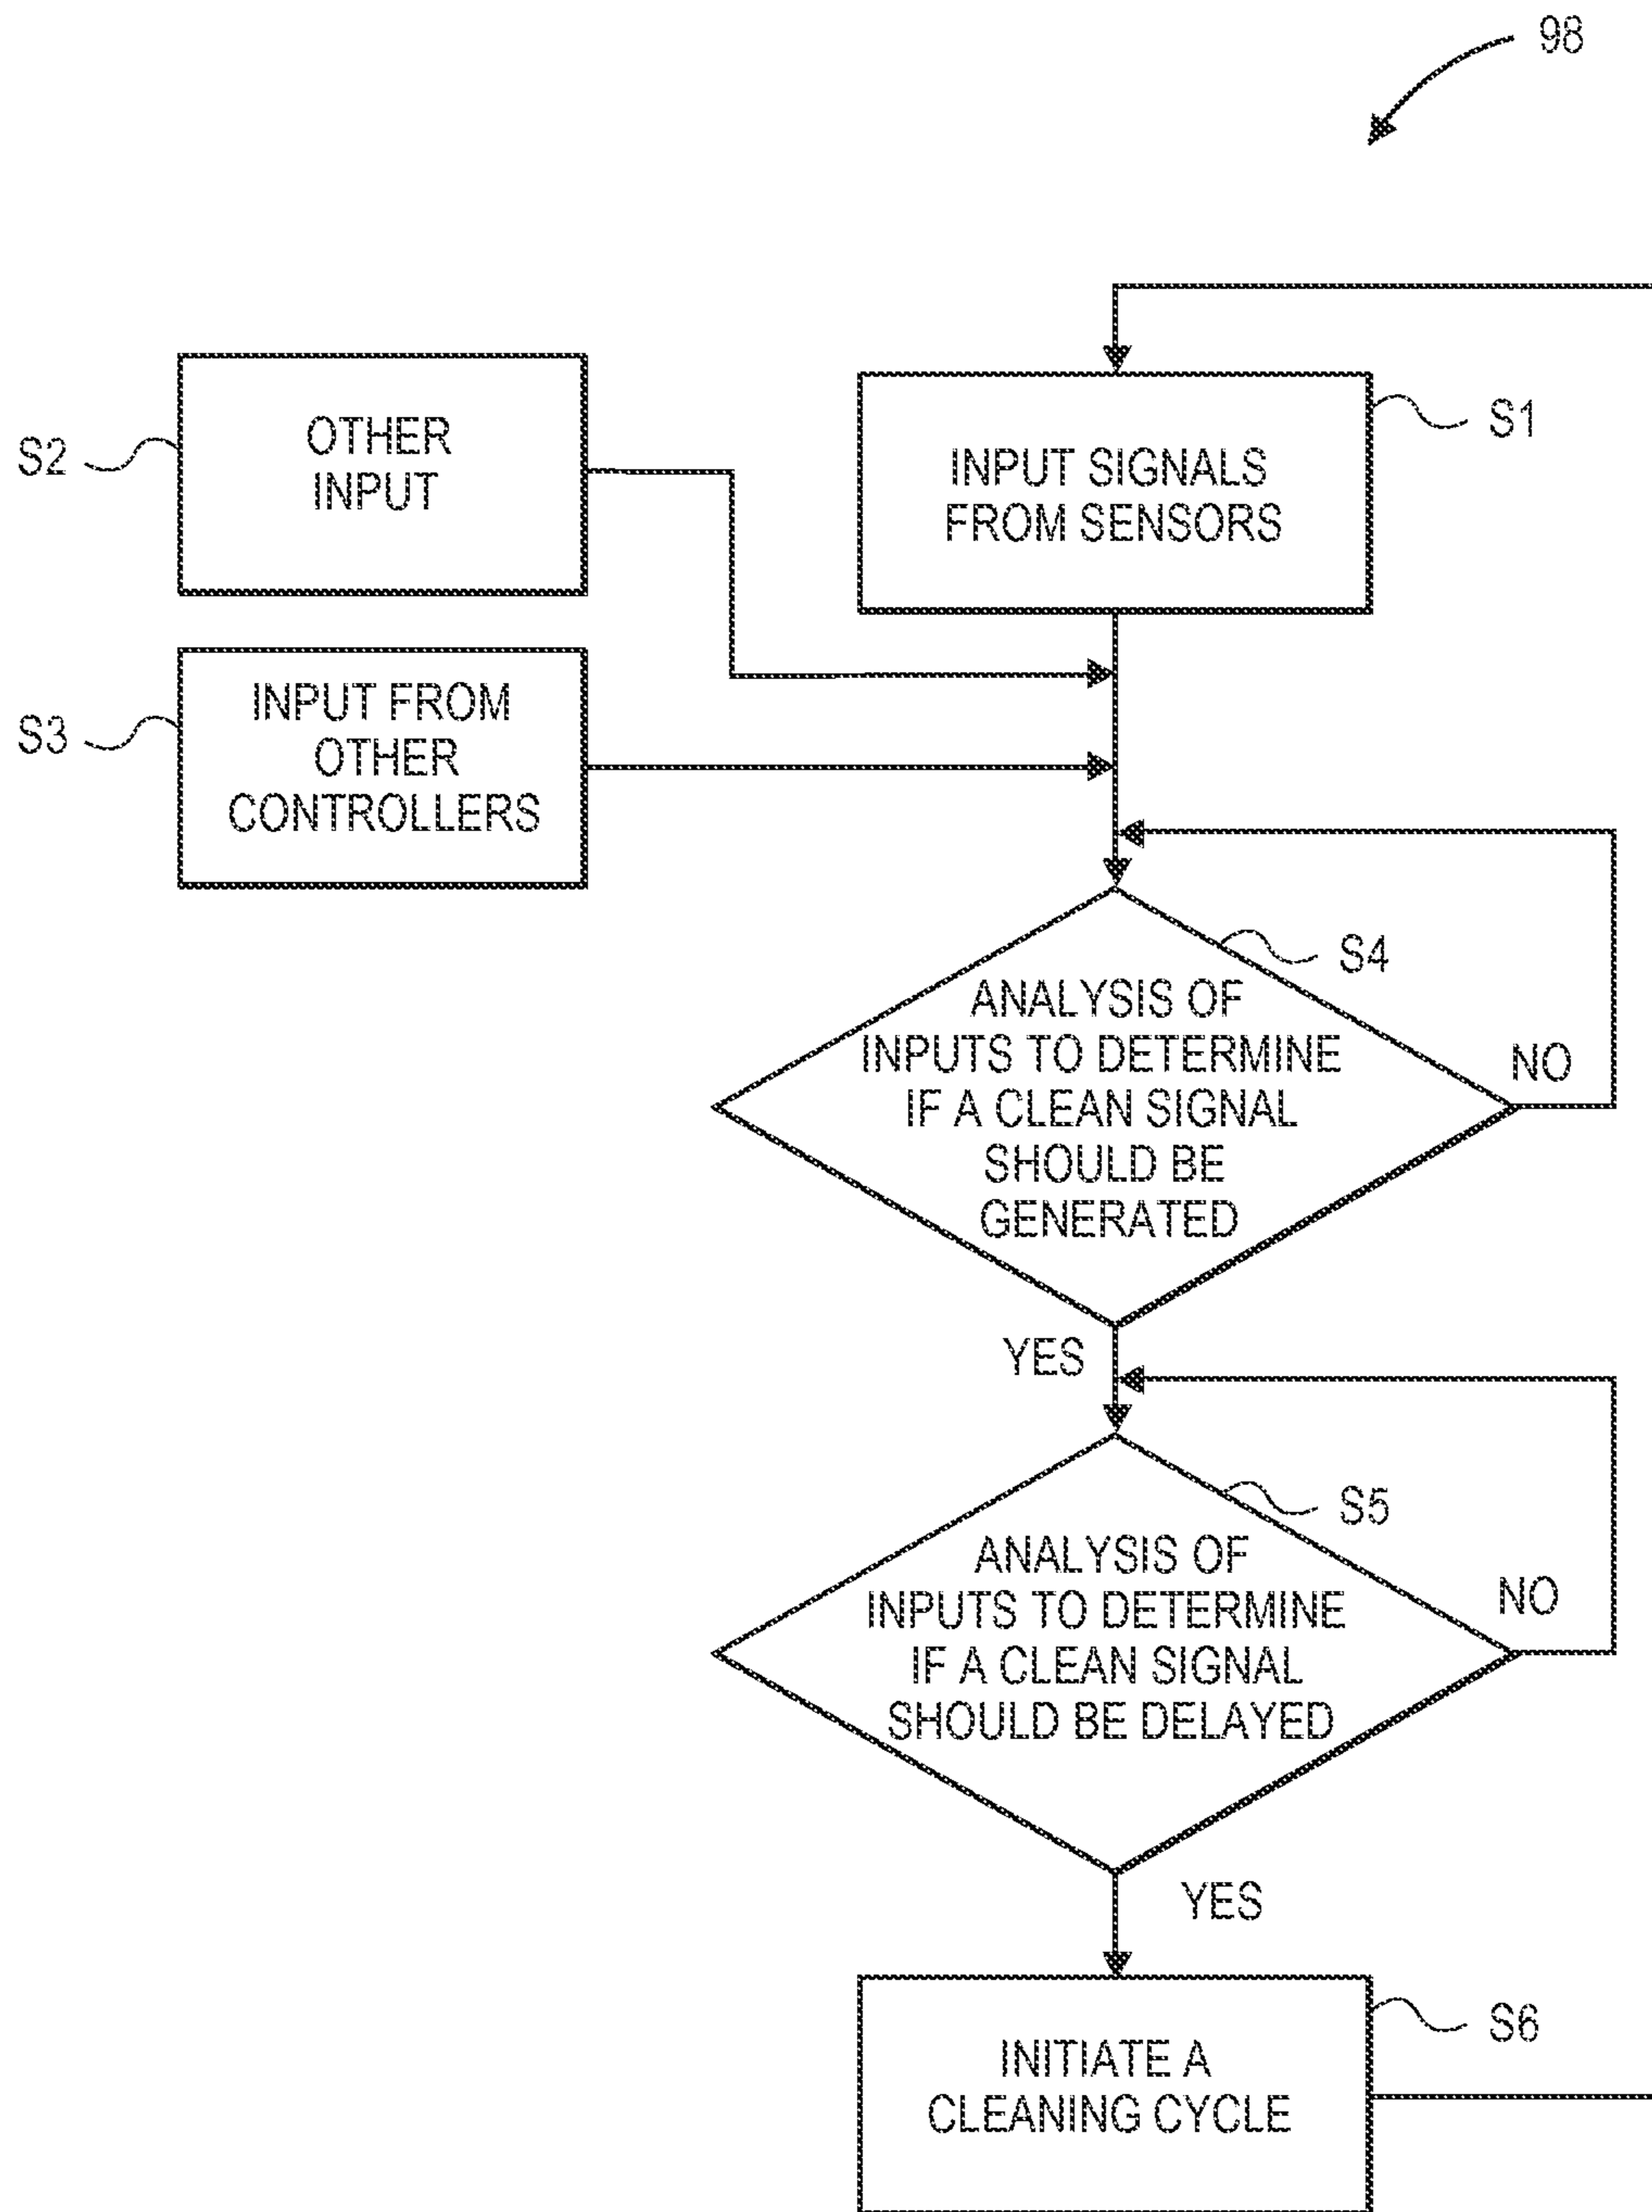 98
S2
OTHER
INPUT
INPUT SIGNALS
FROM SENSORS
S1
S3
INPUT FROM
OTHER
CONTROLLERS
S4
ANALYSIS OF
INPUTS TO DETERMINE
IF A CLEAN SIGNAL
SHOULD BE
GENERATED
NO
YES
S5
ANALYSIS OF
INPUTS TO DETERMINE
IF A CLEAN SIGNAL
SHOULD BE DELAYED
NO
YES
S6
INITIATE A
CLEANING CYCLE